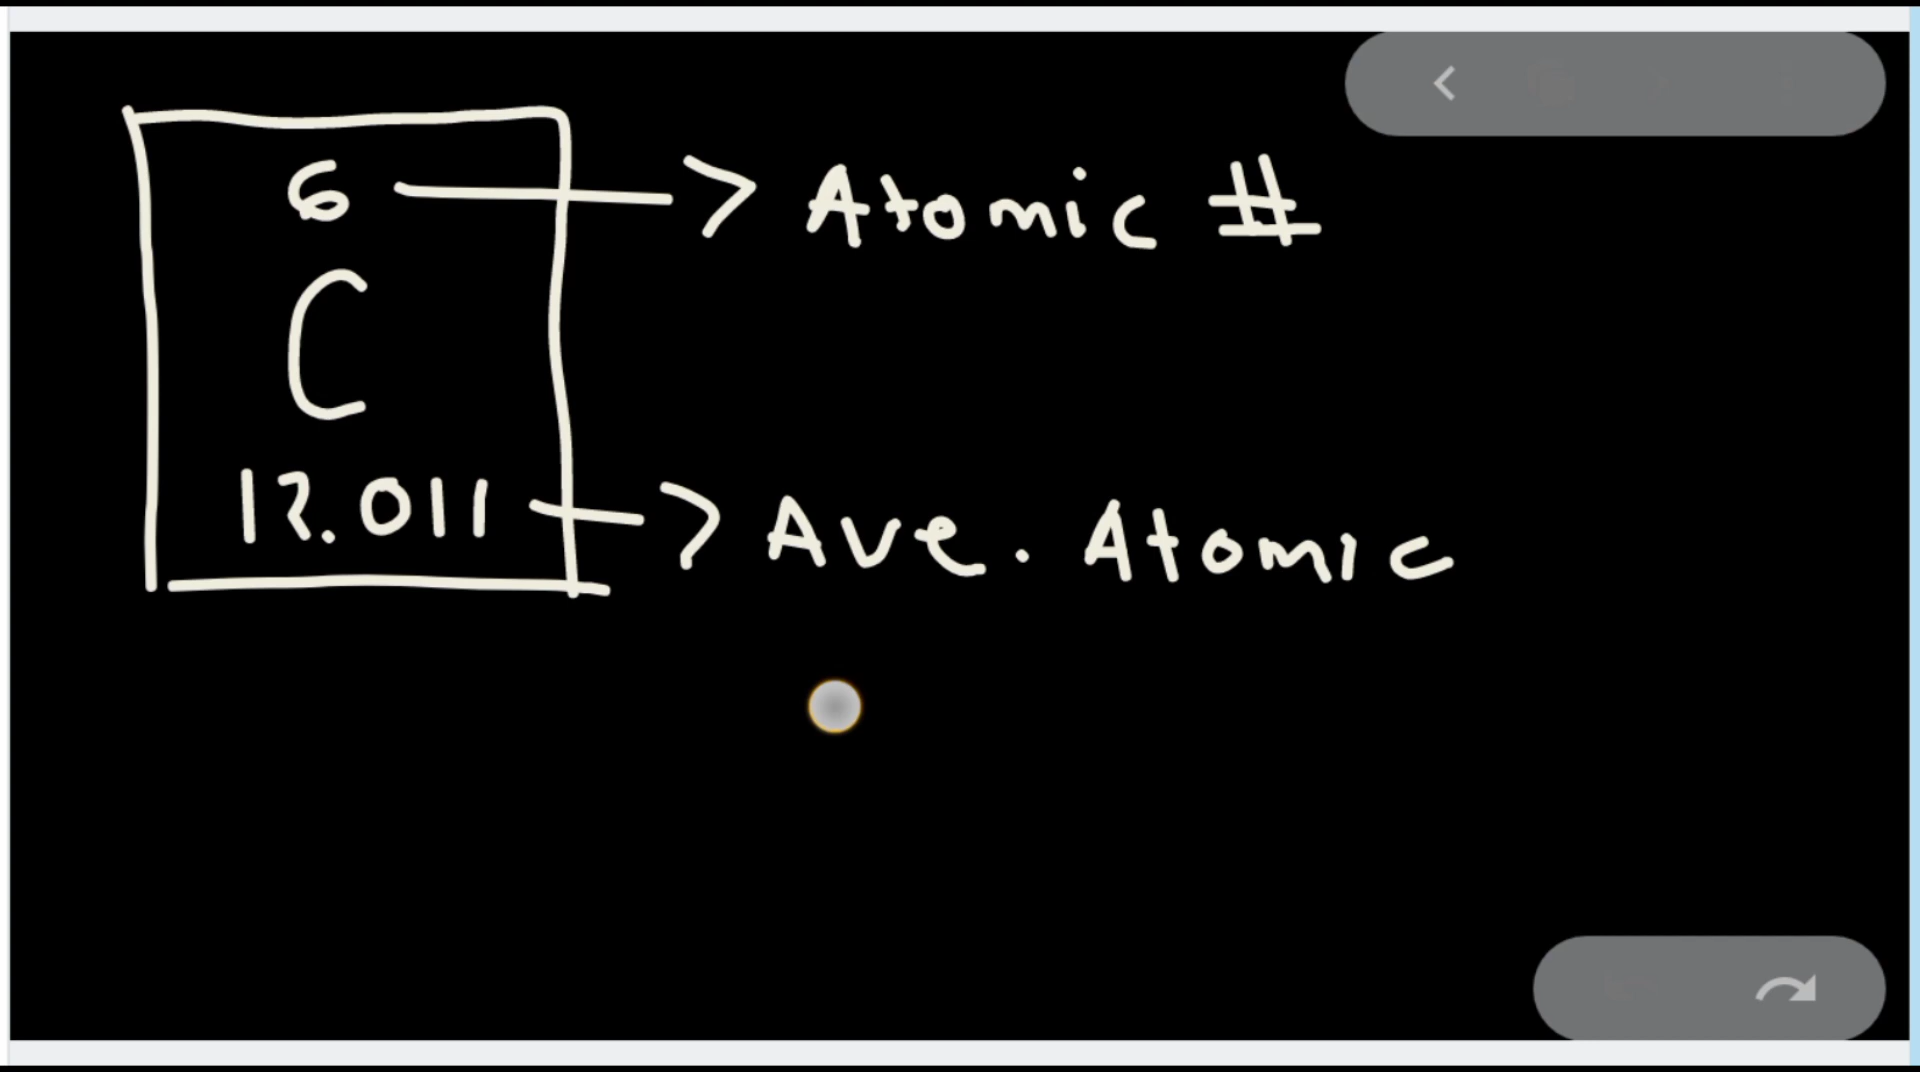 6 → Atomic #
C
12.011 → Ave. Atomic